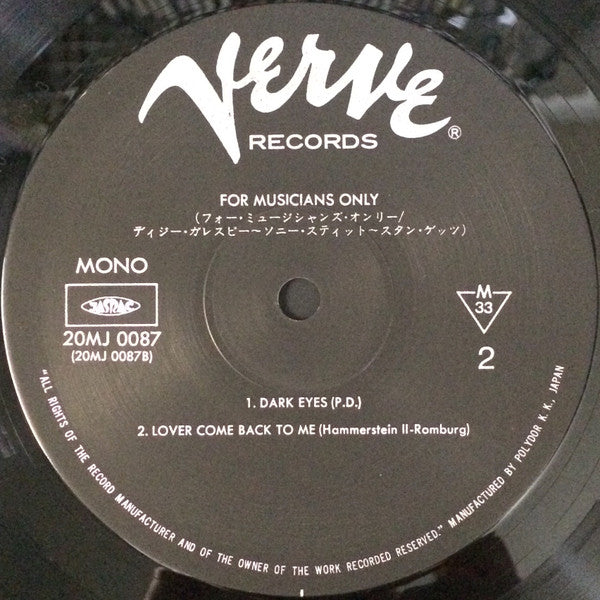 Verve®
RECORDS
FOR MUSICIANS ONLY
(フォー・ミュージシャンズ・オンリー/
ディジー・ガレスピー〜ソニー・スティット〜スタン・ゲッツ)
MONO
JASRAC
20MJ 0087
(20MJ 0087B)
M
33
2
1. DARK EYES (P.D.)
2. LOVER COME BACK TO ME (Hammerstein II-Romburg)
"ALL RIGHTS OF THE RECORD MANUFACTURER AND OF THE OWNER OF THE WORK RECORDED RESERVED." MANUFACTURED BY POLYDOR K.K., JAPAN